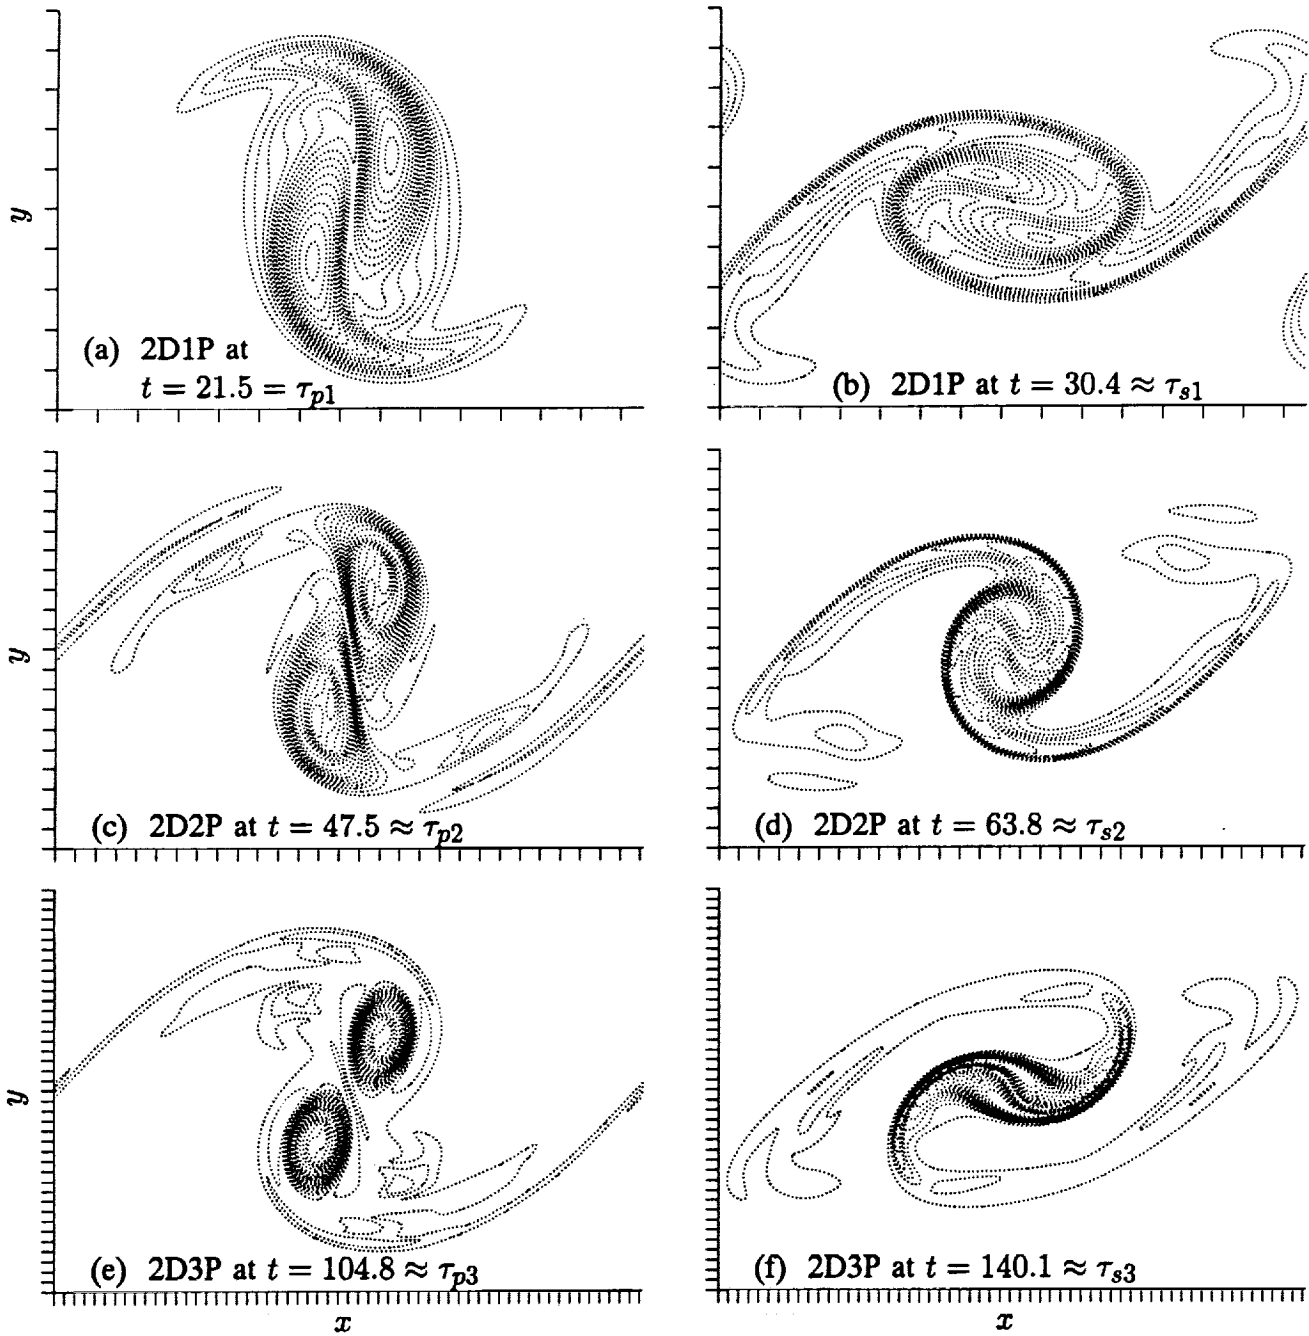 y
(a) 2D1P at
t = 21.5 = τp1
(b) 2D1P at t = 30.4 ≈ τs1
y
(c) 2D2P at t = 47.5 ≈ τp2
(d) 2D2P at t = 63.8 ≈ τs2
y
(e) 2D3P at t = 104.8 ≈ τp3
(f) 2D3P at t = 140.1 ≈ τs3
x
x